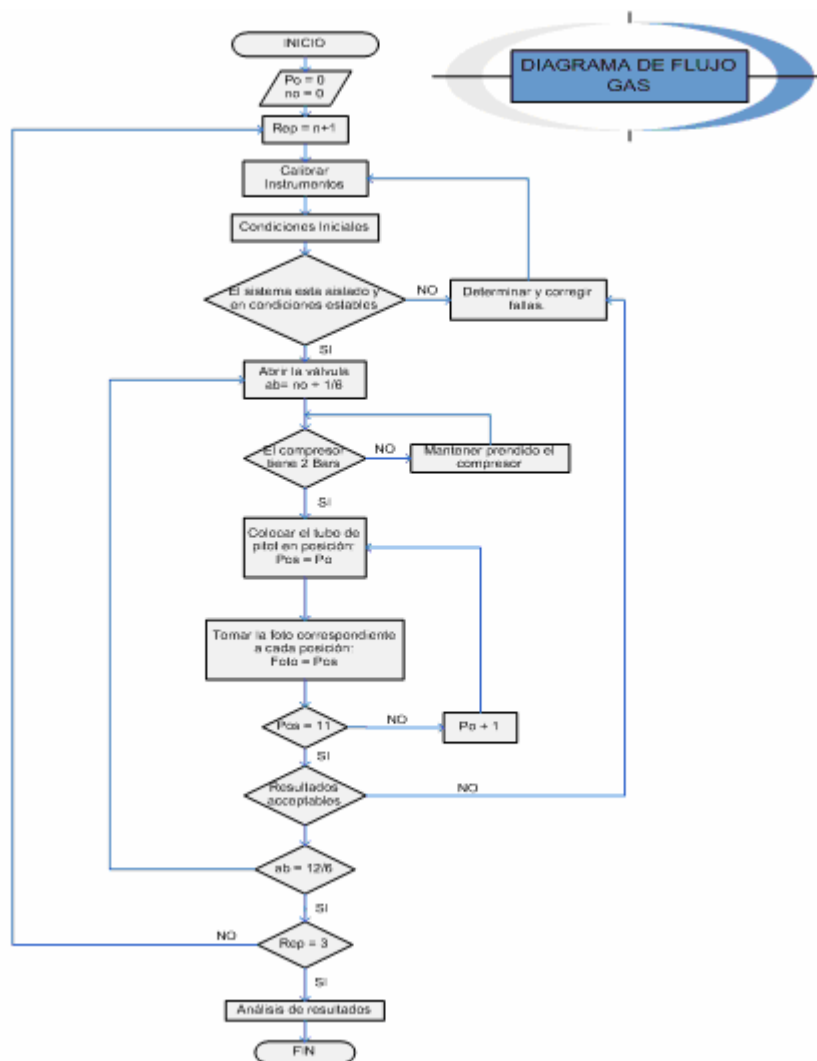 DIAGRAMA DE FLUJO
GAS
INICIO
Po = 0
no = 0
Rep = n+1
Calibrar
Instrumentos
Condiciones Iniciales
El sistema esta aislado y
en condiciones estables
NO
Determinar y corregir
fallas.
SI
Abrir la válvula
ab= no + 1/6
El compresor
tiene 2 Bars
NO
Mantener prendido el
compresor
SI
Colocar el tubo de
pitot en posición:
Pos = Po
Tomar la foto correspondiente
a cada posición:
Foto = Pos
Pos = 11
NO
Po + 1
SI
Resultados
acceptables
NO
ab = 12/6
SI
Rep = 3
NO
SI
Análisis de resultados
FIN